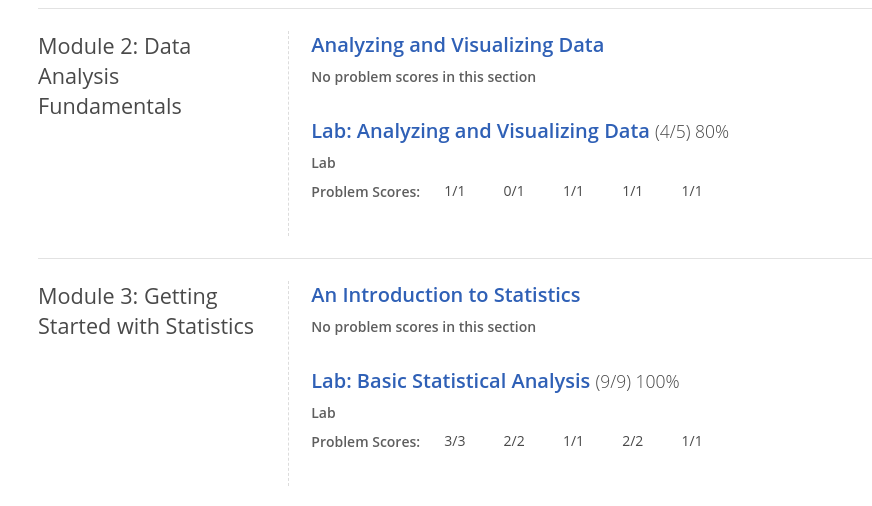 Module 2: Data
Analysis
Fundamentals
Analyzing and Visualizing Data
No problem scores in this section
Lab: Analyzing and Visualizing Data (4/5) 80%
Lab
Problem Scores: 1/1 0/1 1/1 1/1 1/1
Module 3: Getting
Started with Statistics
An Introduction to Statistics
No problem scores in this section
Lab: Basic Statistical Analysis (9/9) 100%
Lab
Problem Scores: 3/3 2/2 1/1 2/2 1/1